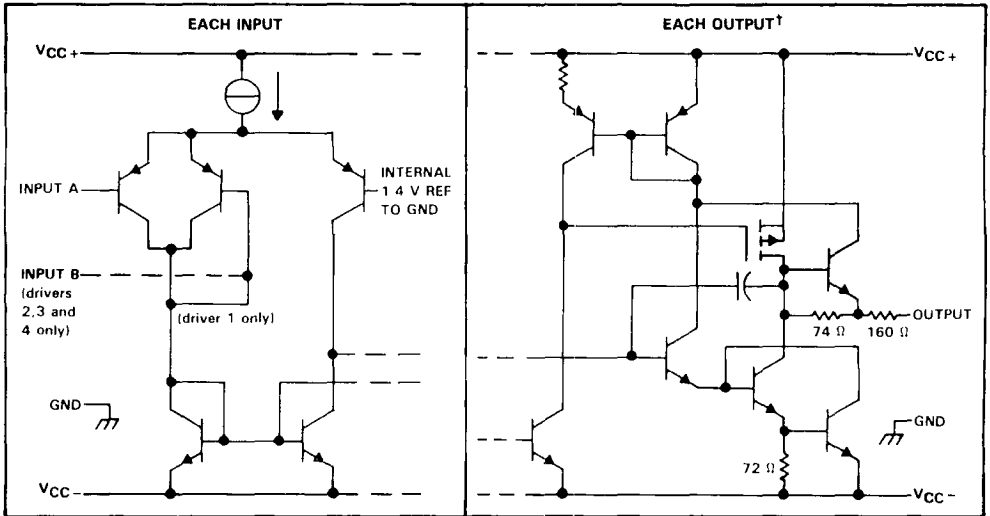 EACH INPUT
VCC+
INPUT A
INTERNAL
1 4 V REF
TO GND
INPUT B
(drivers
2,3 and
4 only)
(driver 1 only)
GND
VCC-
EACH OUTPUT†
VCC+
OUTPUT
74 Ω
160 Ω
GND
72 Ω
VCC-